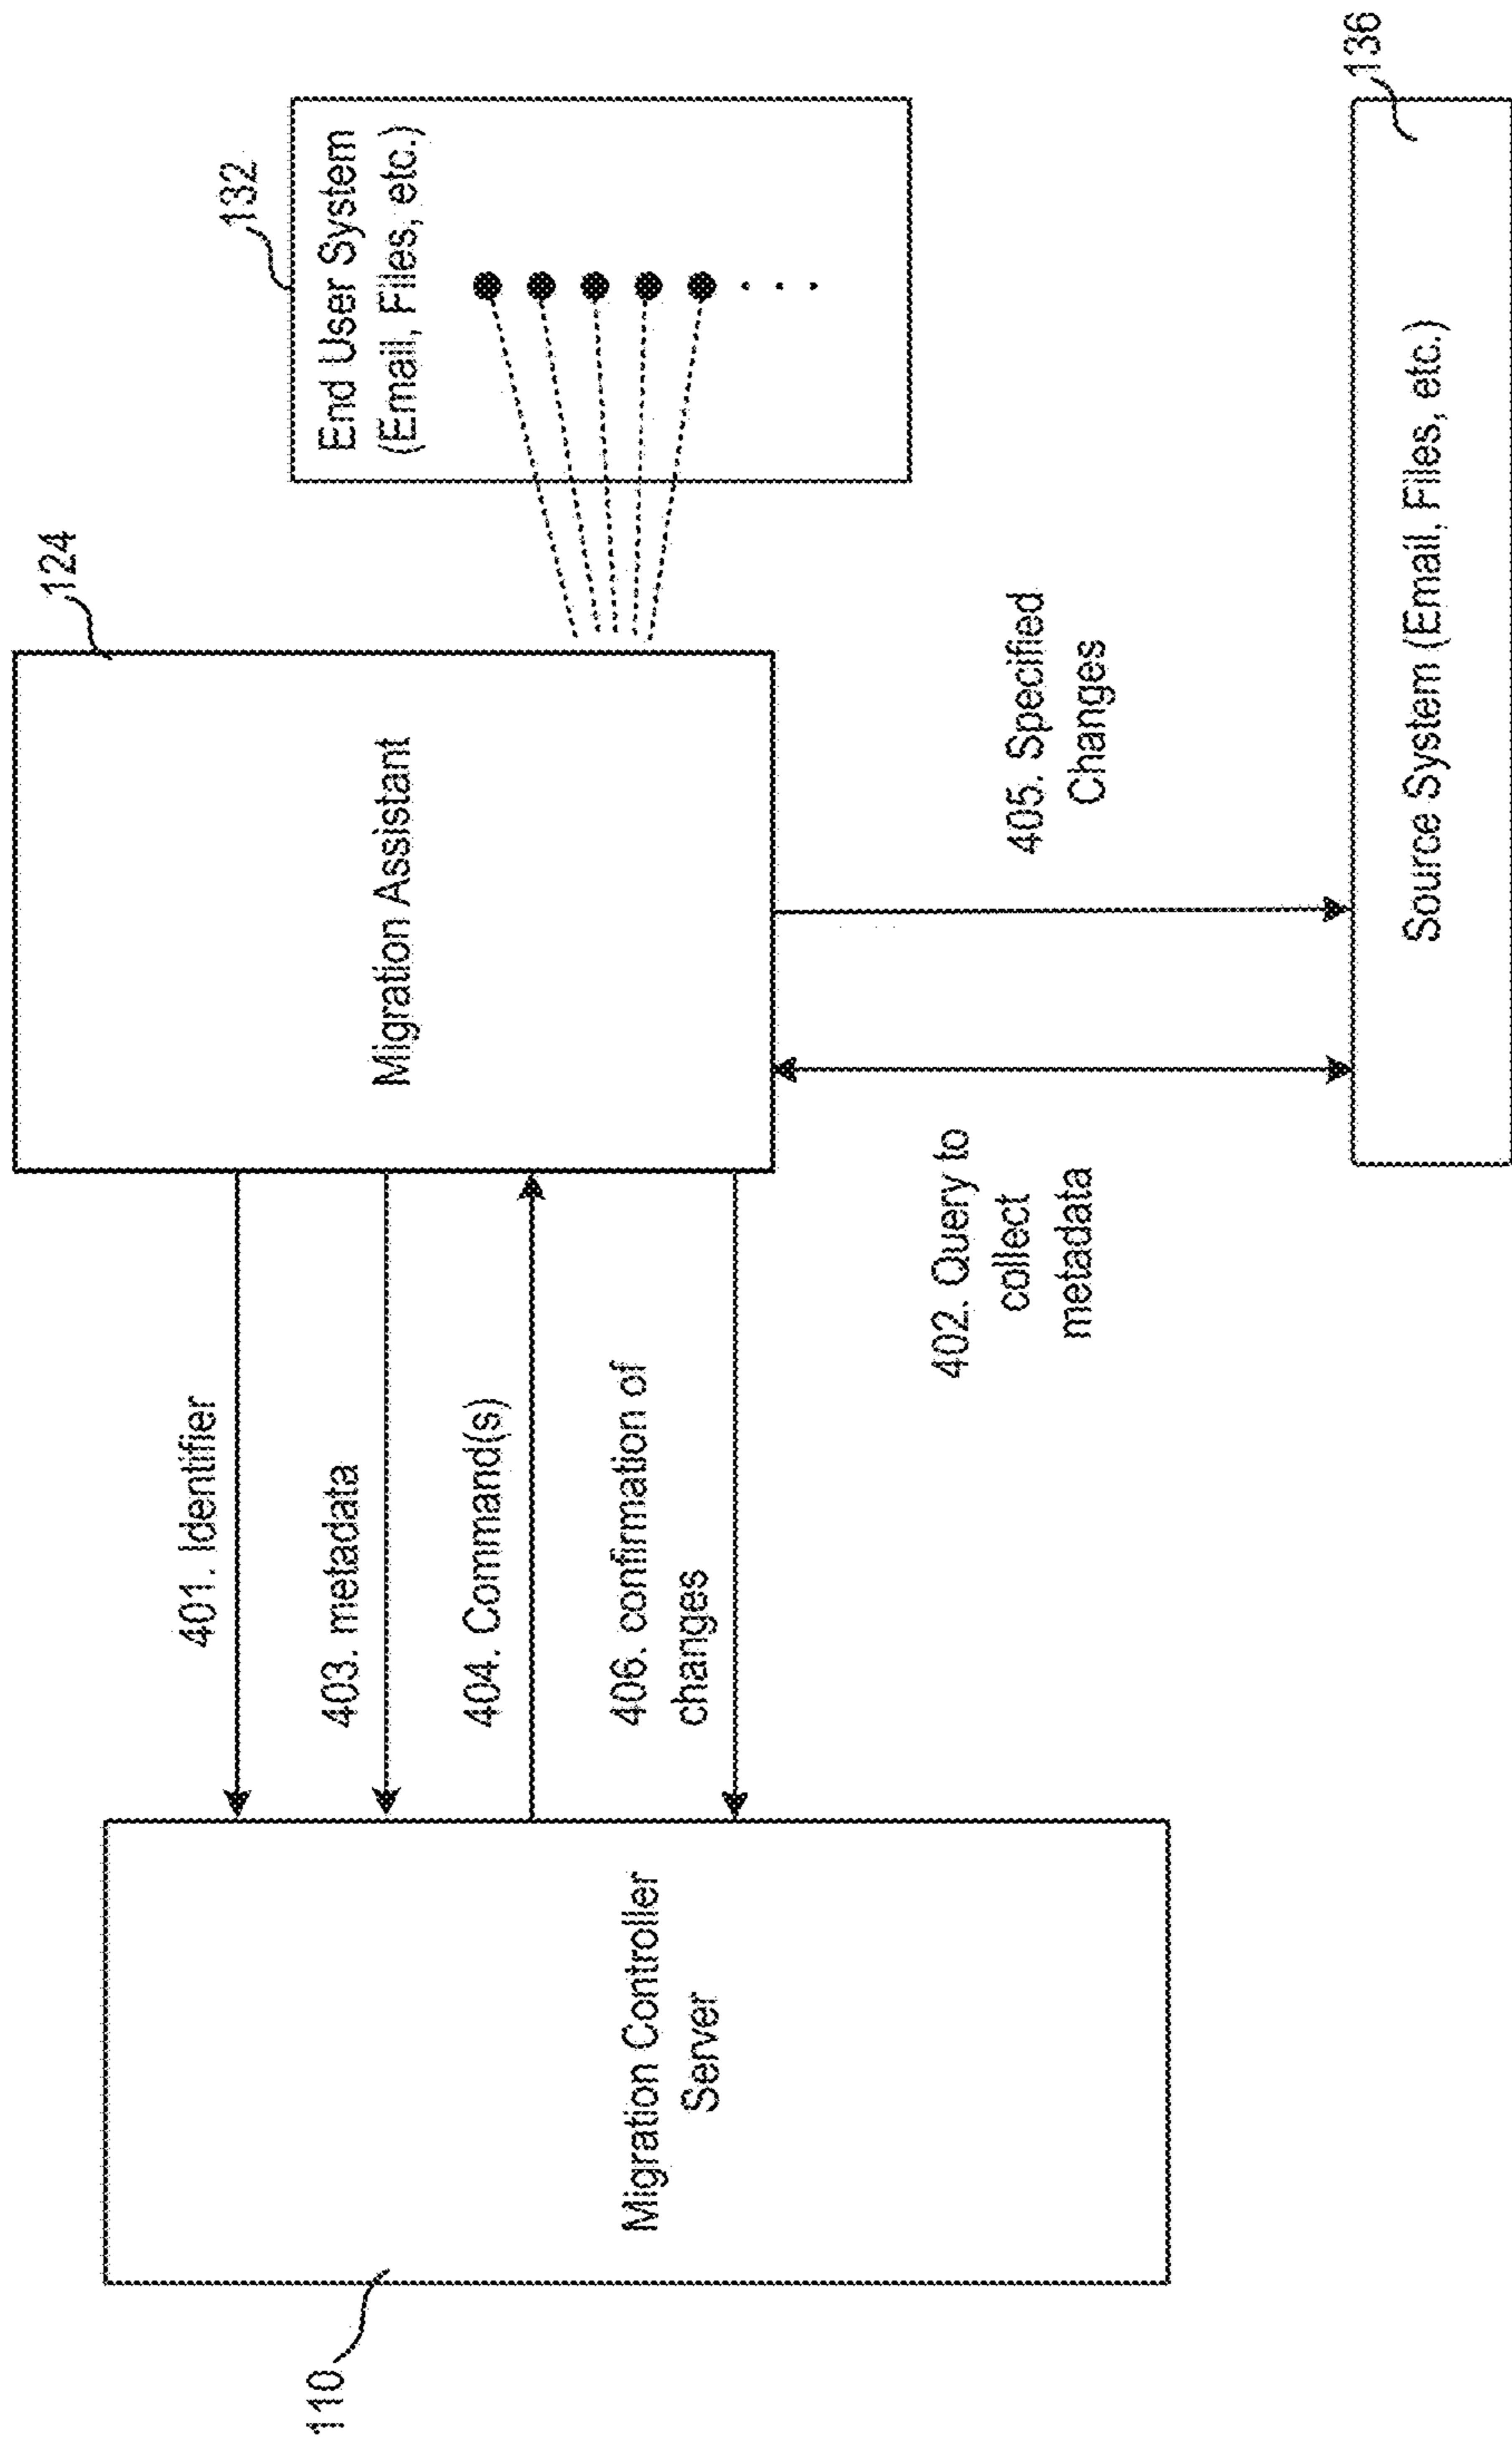 110
Migration Controller
Server
401. Identifier
403. metadata
404. Command(s)
406. confirmation of
changes
124
Migration Assistant
402. Query to
collect
metadata
405. Specified
Changes
132
End User System
(Email, Files, etc.)
136
Source System (Email, Files, etc.)